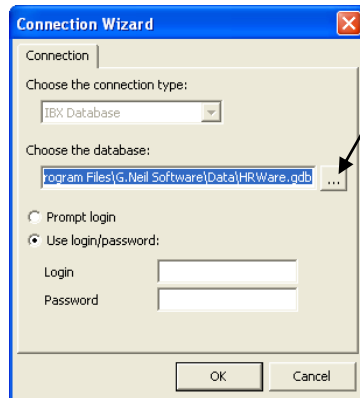 Connection Wizard
Connection
Choose the connection type:
IBX Database
Choose the database:
rogram Files\G.Neil Software\Data\HRWare.gdb
...
Prompt login
Use login/password:
Login
Password
OK Cancel